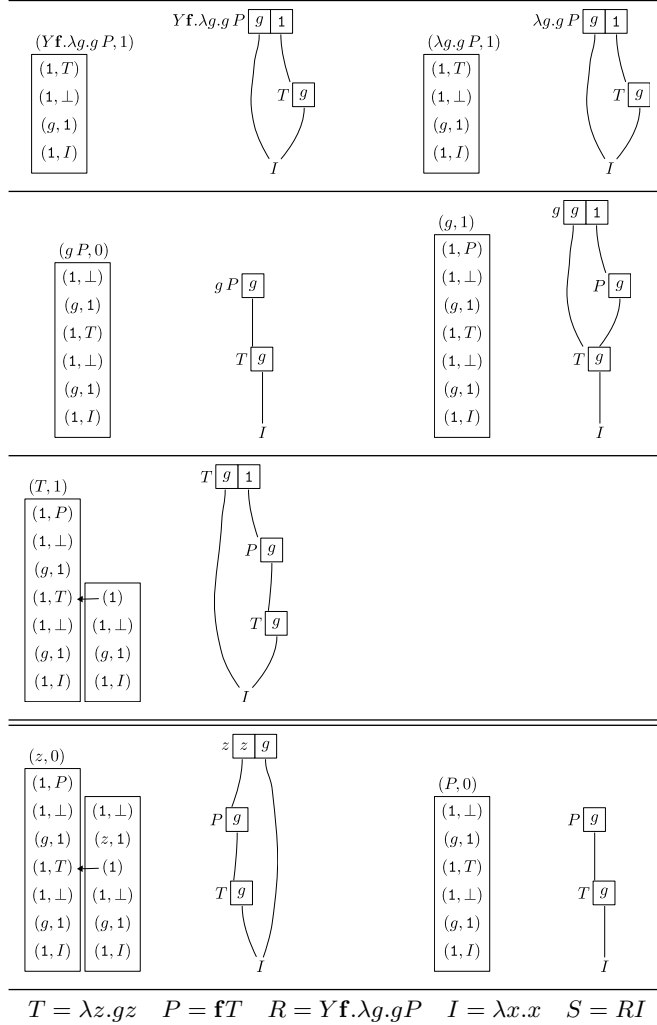 Yf.λg.g P g 1 λg.g P g 1
(Yf.λg.g P, 1) (λg.g P, 1)
(1, T) (1, T)
(1, ⊥) T g (1, ⊥) T g
(g, 1) (g, 1)
(1, I) (1, I)
I I
g g 1
(g, 1)
(g P, 0) (1, P)
(1, ⊥) g P g (1, ⊥) P g
(g, 1) (g, 1)
(1, T) (1, T)
(1, ⊥) T g (1, ⊥) T g
(g, 1) (g, 1)
(1, I) I (1, I) I
T g 1
(T, 1)
(1, P)
(1, ⊥) P g
(g, 1)
(1, T) (1)
(1, ⊥) (1, ⊥) T g
(g, 1) (g, 1)
(1, I) (1, I) I
z z g
(z, 0)
(1, P) (P, 0)
(1, ⊥) (1, ⊥) P g (1, ⊥) P g
(g, 1) (z, 1) (g, 1)
(1, T) (1) (1, T)
(1, ⊥) (1, ⊥) T g (1, ⊥) T g
(g, 1) (g, 1) (g, 1)
(1, I) (1, I) I (1, I) I
T = λz.gz P = fT R = Yf.λg.gP I = λx.x S = RI